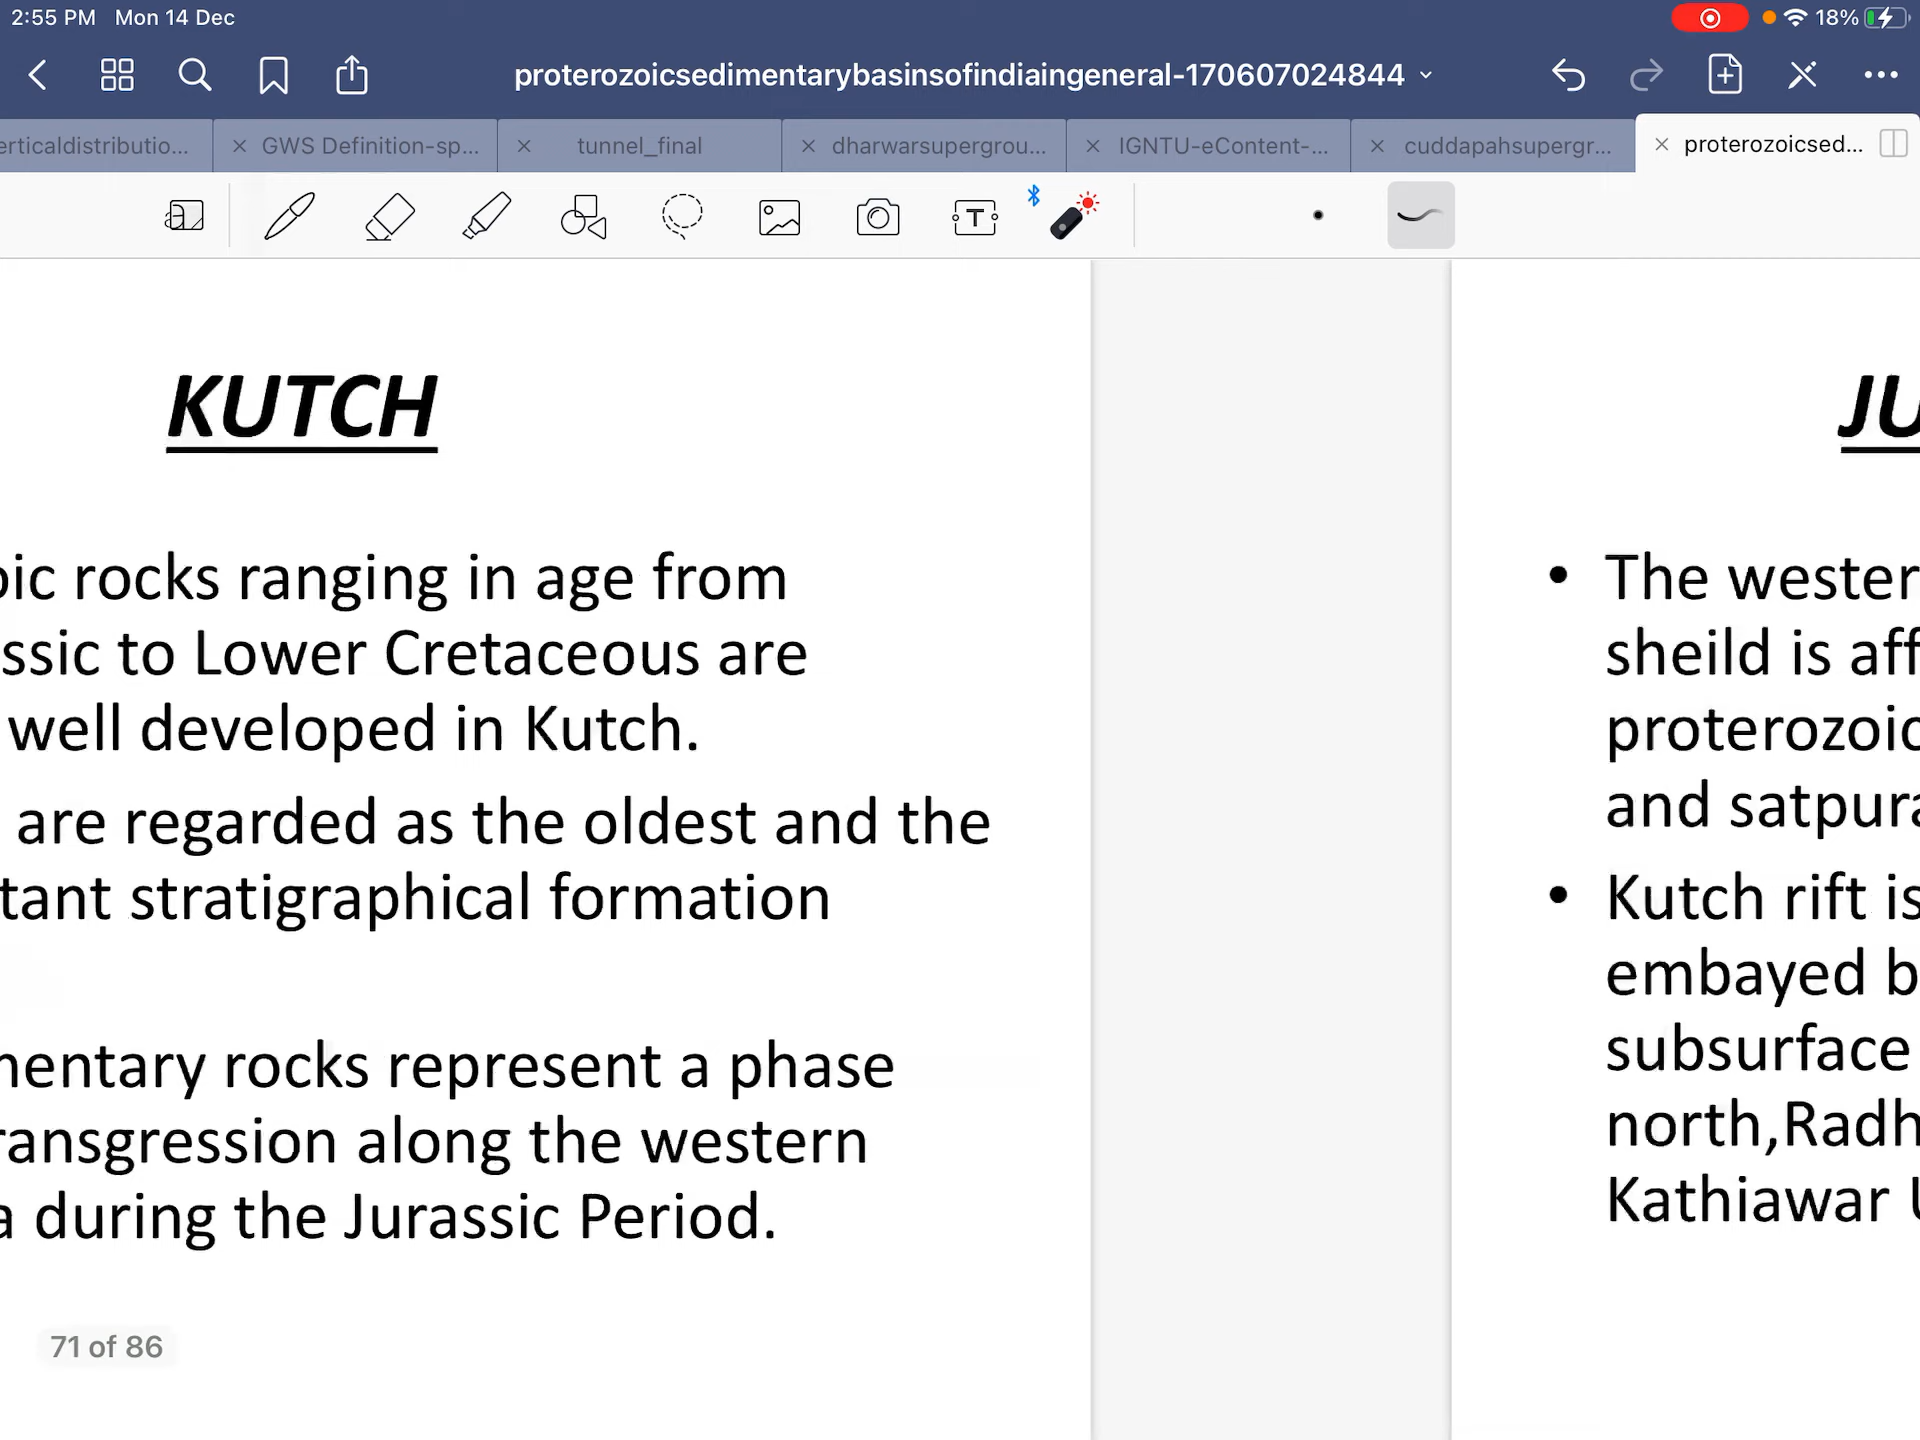 2:55 PM Mon 14 Dec
18%
proterozoicsedimentarybasinsofindiaingeneral-170607024844
erticaldistributio...
GWS Definition-sp...
tunnel_final
dharwarsupergrou...
IGNTU-eContent-...
cuddapahsupergr...
proterozoicsed...
a
T
KUTCH
oic rocks ranging in age from
ssic to Lower Cretaceous are
well developed in Kutch.
are regarded as the oldest and the
tant stratigraphical formation
mentary rocks represent a phase
ransgression along the western
a during the Jurassic Period.
71 of 86
JU
• The wester
sheild is aff
proterozoic
and satpura
• Kutch rift is
embayed b
subsurface
north,Radh
Kathiawar U